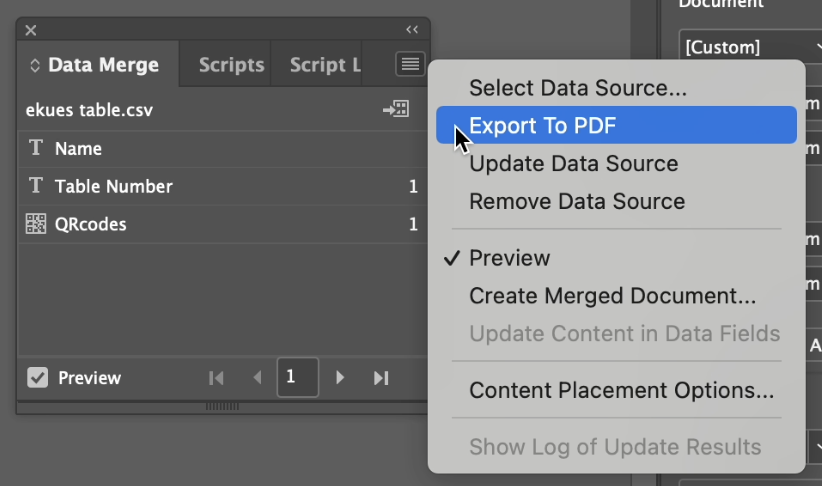 Document
[Custom]
Data Merge
Scripts
Script L
ekues table.csv
T Name
T Table Number 1
QRcodes 1
Preview
1
Select Data Source...
Export To PDF
Update Data Source
Remove Data Source
✓ Preview
Create Merged Document...
Update Content in Data Fields
Content Placement Options...
Show Log of Update Results
m
m
m
m
A